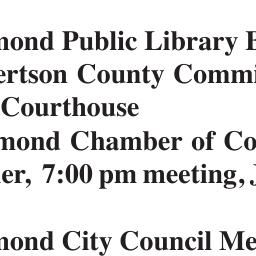 mond Public Library
ertson County Commi
Courthouse
mond Chamber of Co
er, 7:00 pm meeting,
mond City Council Me